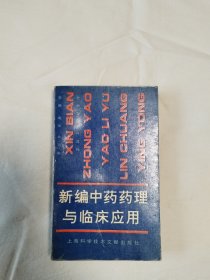 XIN BIAN
ZHONG YAO
YAO LI YU
LIN CHUANG
YING YONG
新编中药药理
与临床应用
上海科学技术文献出版社